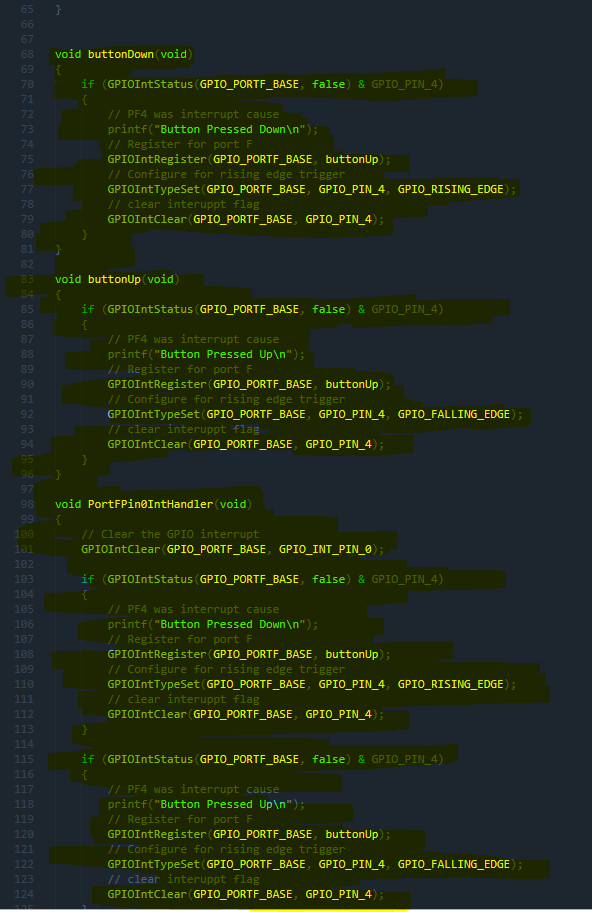 65 }
66
67
68 void buttonDown(void)
69 {
70 if (GPIOIntStatus(GPIO_PORTF_BASE, false) & GPIO_PIN_4)
71 {
72 // PF4 was interrupt cause
73 printf("Button Pressed Down\n");
74 // Register for port F
75 GPIOIntRegister(GPIO_PORTF_BASE, buttonUp);
76 // Configure for rising edge trigger
77 GPIOIntTypeSet(GPIO_PORTF_BASE, GPIO_PIN_4, GPIO_RISING_EDGE);
78 // clear interuppt flag
79 GPIOIntClear(GPIO_PORTF_BASE, GPIO_PIN_4);
80 }
81 }
82
83 void buttonUp(void)
84 {
85 if (GPIOIntStatus(GPIO_PORTF_BASE, false) & GPIO_PIN_4)
86 {
87 // PF4 was interrupt cause
88 printf("Button Pressed Up\n");
89 // Register for port F
90 GPIOIntRegister(GPIO_PORTF_BASE, buttonUp);
91 // Configure for rising edge trigger
92 GPIOIntTypeSet(GPIO_PORTF_BASE, GPIO_PIN_4, GPIO_FALLING_EDGE);
93 // clear interuppt flag
94 GPIOIntClear(GPIO_PORTF_BASE, GPIO_PIN_4);
95 }
96 }
97
98 void PortFPin0IntHandler(void)
99 {
100 // Clear the GPIO interrupt
101 GPIOIntClear(GPIO_PORTF_BASE, GPIO_INT_PIN_0);
102
103 if (GPIOIntStatus(GPIO_PORTF_BASE, false) & GPIO_PIN_4)
104 {
105 // PF4 was interrupt cause
106 printf("Button Pressed Down\n");
107 // Register for port F
108 GPIOIntRegister(GPIO_PORTF_BASE, buttonUp);
109 // Configure for rising edge trigger
110 GPIOIntTypeSet(GPIO_PORTF_BASE, GPIO_PIN_4, GPIO_RISING_EDGE);
111 // clear interuppt flag
112 GPIOIntClear(GPIO_PORTF_BASE, GPIO_PIN_4);
113 }
114
115 if (GPIOIntStatus(GPIO_PORTF_BASE, false) & GPIO_PIN_4)
116 {
117 // PF4 was interrupt cause
118 printf("Button Pressed Up\n");
119 // Register for port F
120 GPIOIntRegister(GPIO_PORTF_BASE, buttonUp);
121 // Configure for rising edge trigger
122 GPIOIntTypeSet(GPIO_PORTF_BASE, GPIO_PIN_4, GPIO_FALLING_EDGE);
123 // clear interuppt flag
124 GPIOIntClear(GPIO_PORTF_BASE, GPIO_PIN_4);